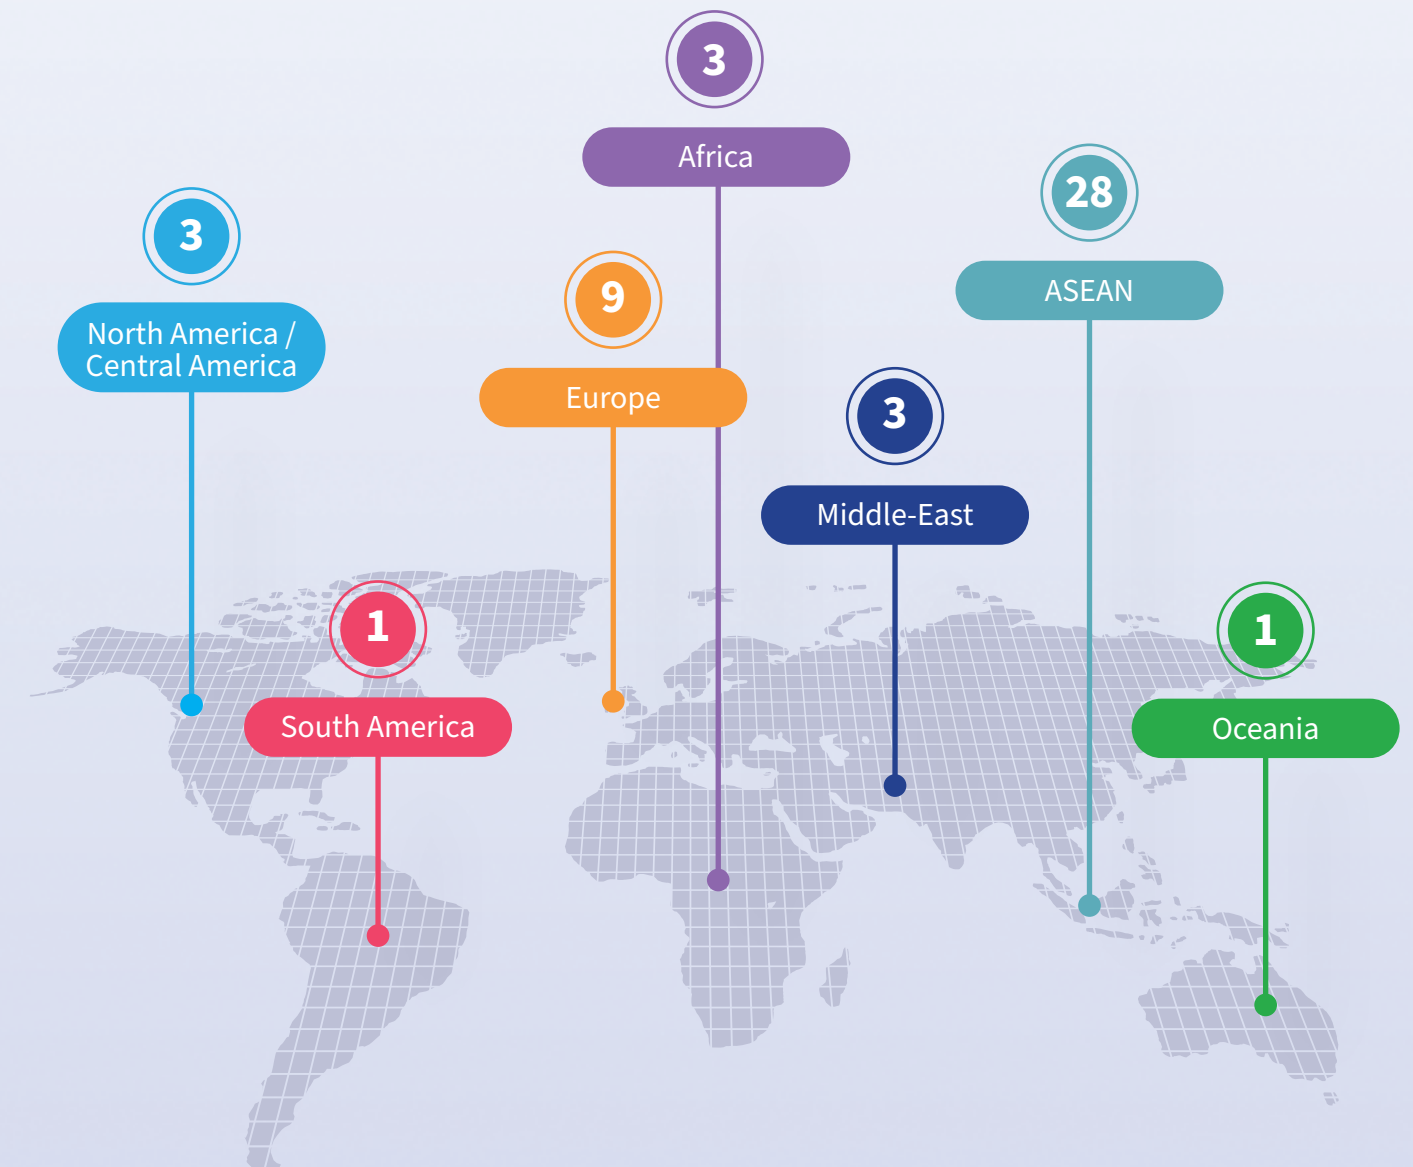 3
Africa
28
ASEAN
3
North America /
Central America
9
Europe
3
Middle-East
1
South America
1
Oceania